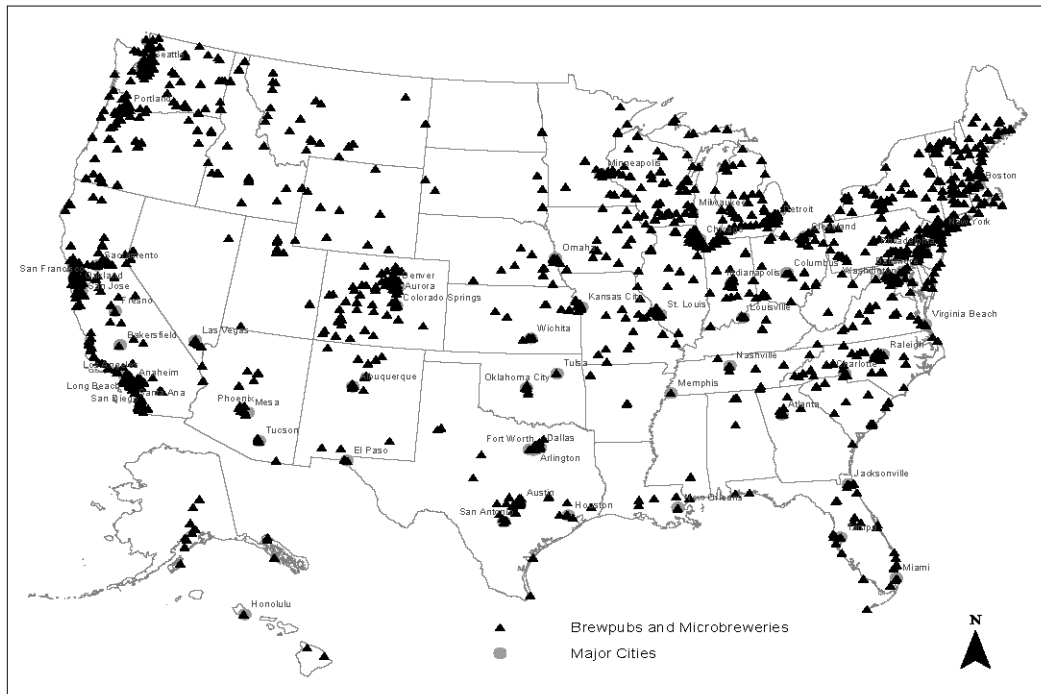 Seattle
Portland
Minneapolis
Boston
Milwaukee
Detroit
New York
Chicago
Cleveland
Philadelphia
Omaha
Columbus
Indianapolis
Washington
Sacramento
San Francisco
Oakland
San Jose
Denver
Aurora
Colorado Springs
Fresno
Kansas City
St. Louis
Louisville
Virginia Beach
Las Vegas
Bakersfield
Wichita
Raleigh
Nashville
Charlotte
Tulsa
Los Angeles
Anaheim
Long Beach
Santa Ana
San Diego
Albuquerque
Oklahoma City
Memphis
Phoenix
Mesa
Atlanta
Tucson
El Paso
Fort Worth
Dallas
Arlington
Jacksonville
Austin
San Antonio
Houston
New Orleans
Tampa
Miami
Honolulu
N
Brewpubs and Microbreweries
Major Cities